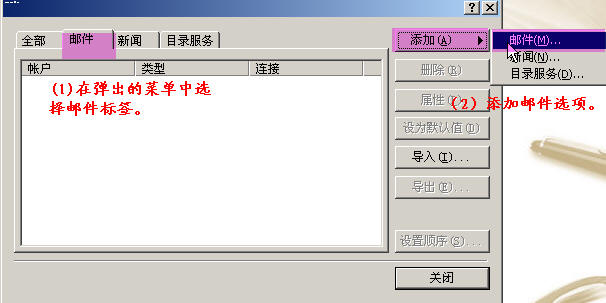 全部 邮件 新闻 目录服务
帐户 类型 连接
(1)在弹出的菜单中选
择邮件标签。
添加(A)
删除(R)
属性(P)
设为默认值(D)
导入(I)...
导出(E)...
设置顺序(S)...
关闭
邮件(M)...
新闻(N)...
目录服务(D)...
(2) 添加邮件选项。